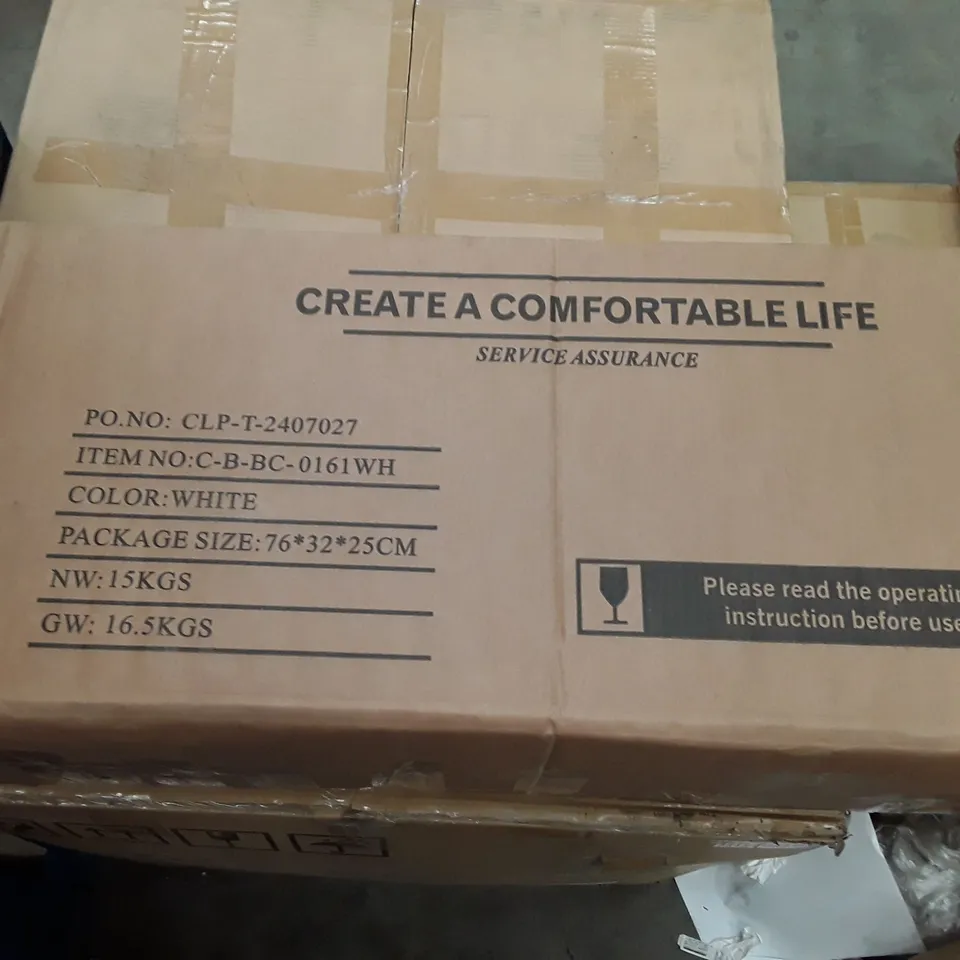 CREATE A COMFORTABLE LIFE
SERVICE ASSURANCE
PO.NO: CLP-T-2407027
ITEM NO:C-B-BC-0161WH
COLOR:WHITE
PACKAGE SIZE:76*32*25CM
NW:15KGS
GW: 16.5KGS
Please read the operatin
instruction before use